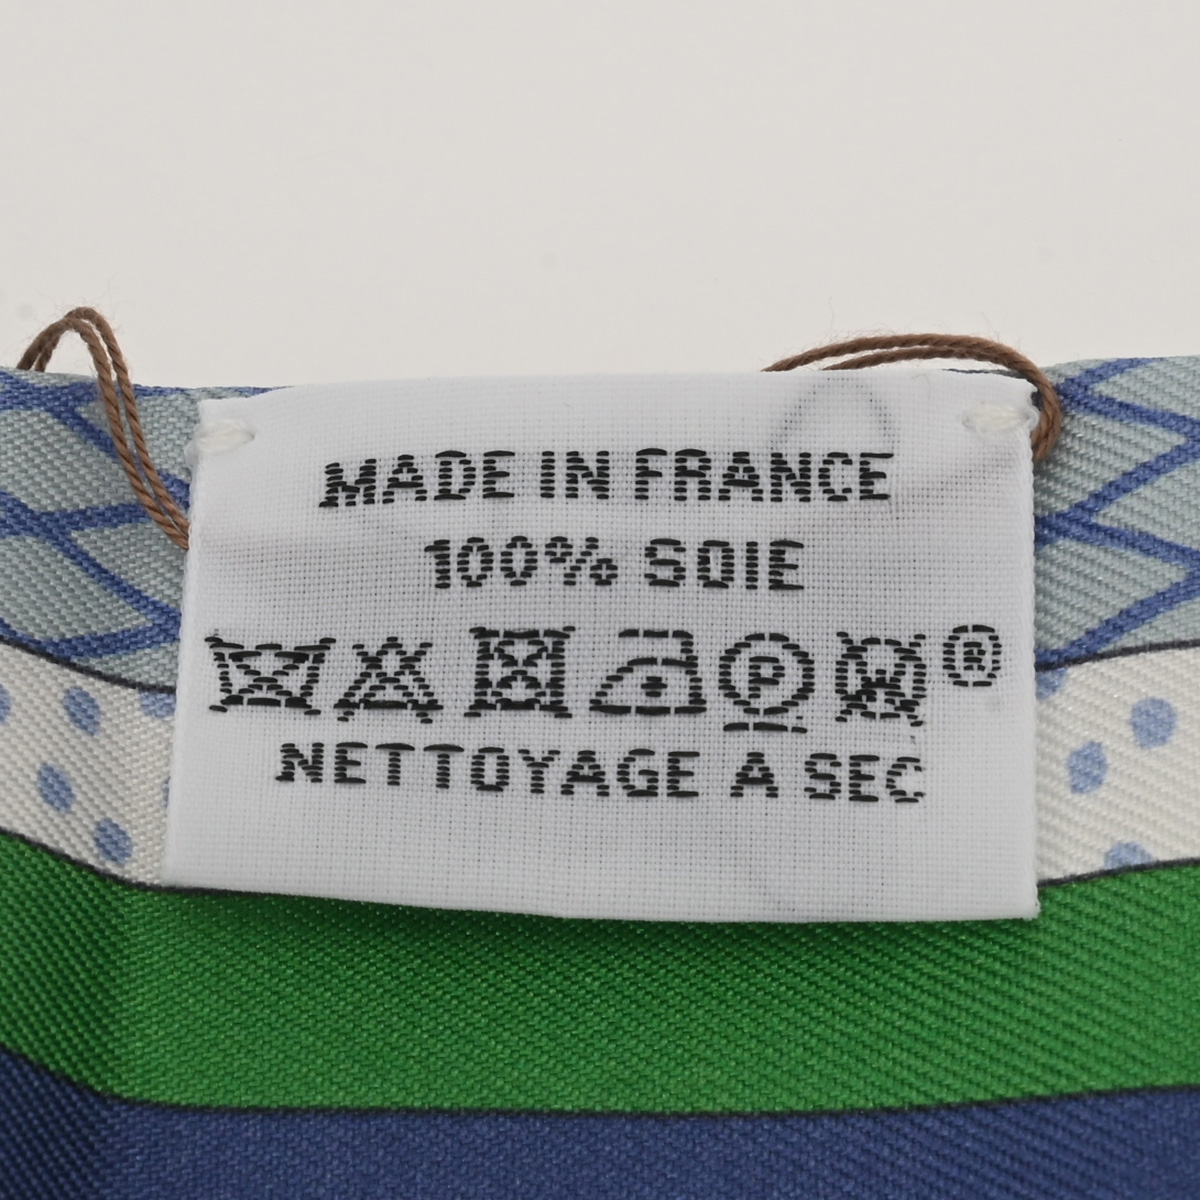 MADE IN FRANCE
100% SOIE
P W ®
NETTOYAGE A SEC